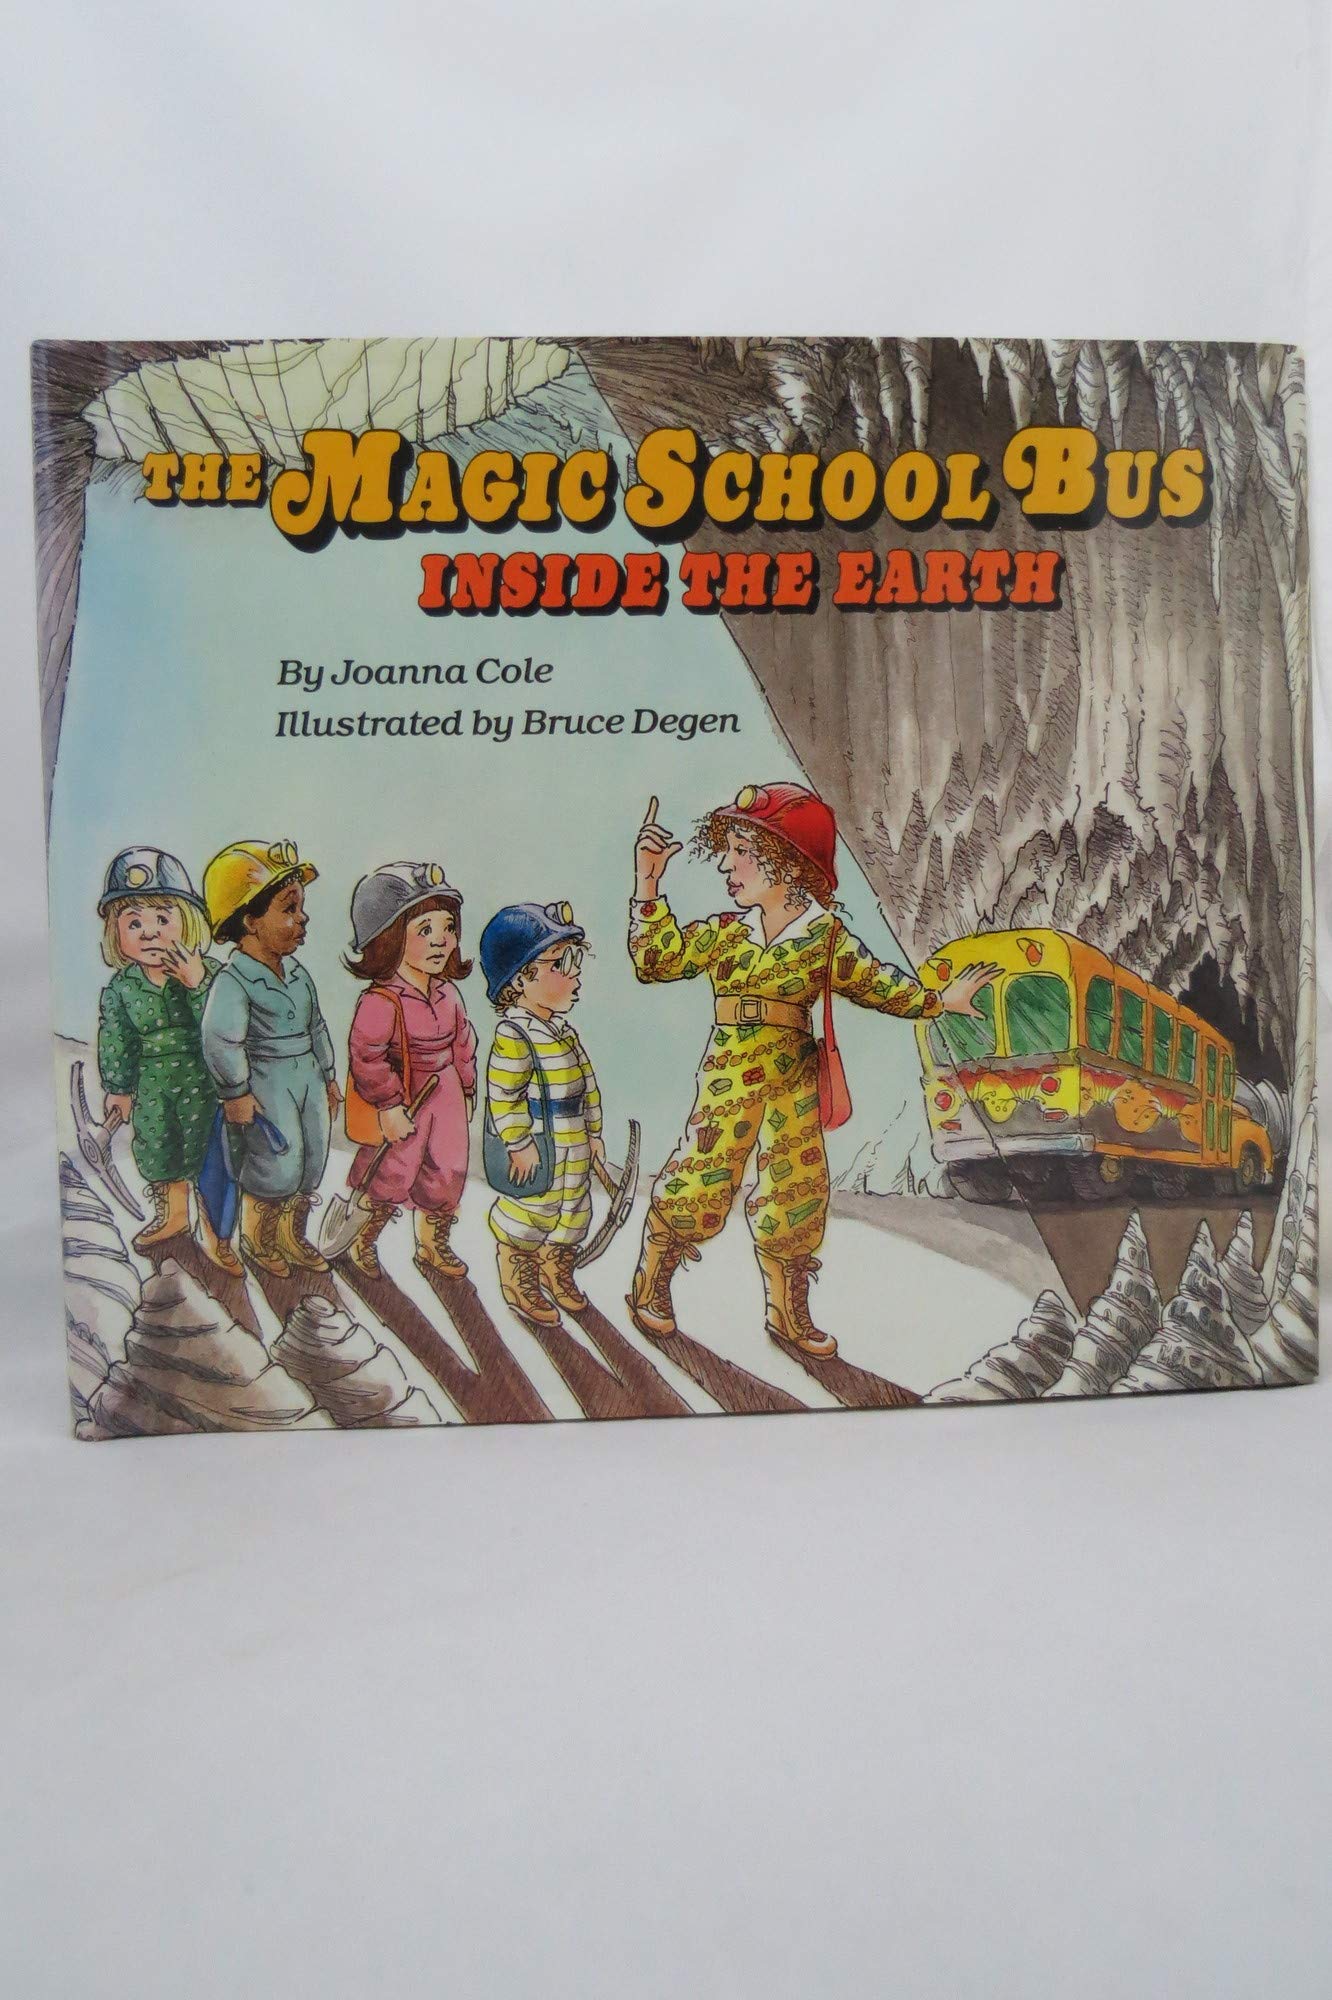 THE MAGIC SCHOOL BUS
INSIDE THE EARTH
By Joanna Cole
Illustrated by Bruce Degen